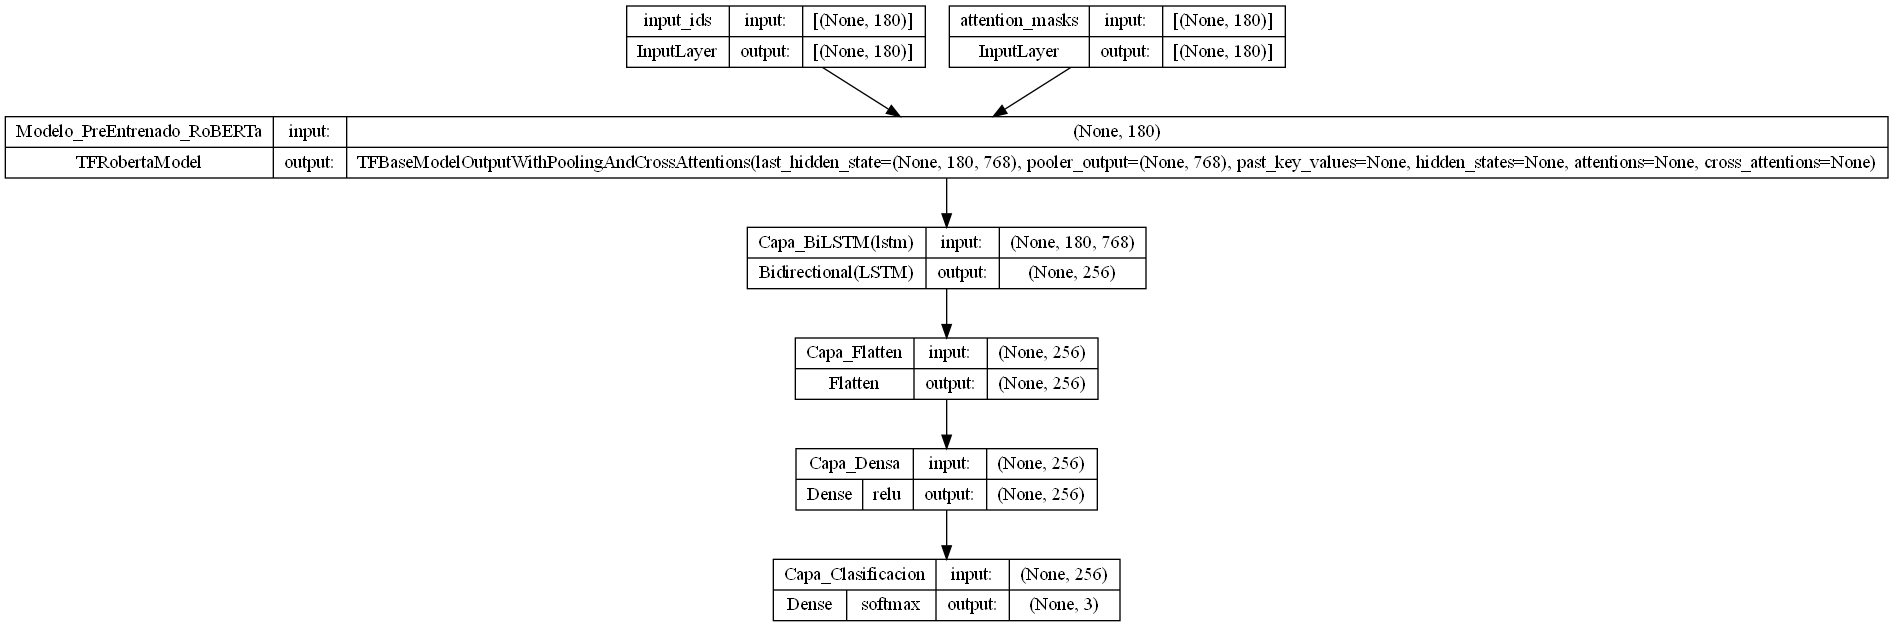 input_ids input: [(None, 180)]
InputLayer output: [(None, 180)]
attention_masks input: [(None, 180)]
InputLayer output: [(None, 180)]
Modelo_PreEntrenado_RoBERTa input: (None, 180)
TFRobertaModel output: TFBaseModelOutputWithPoolingAndCrossAttentions(last_hidden_state=(None, 180, 768), pooler_output=(None, 768), past_key_values=None, hidden_states=None, attentions=None, cross_attentions=None)
Capa_BiLSTM(lstm) input: (None, 180, 768)
Bidirectional(LSTM) output: (None, 256)
Capa_Flatten input: (None, 256)
Flatten output: (None, 256)
Capa_Densa input: (None, 256)
Dense relu output: (None, 256)
Capa_Clasificacion input: (None, 256)
Dense softmax output: (None, 3)